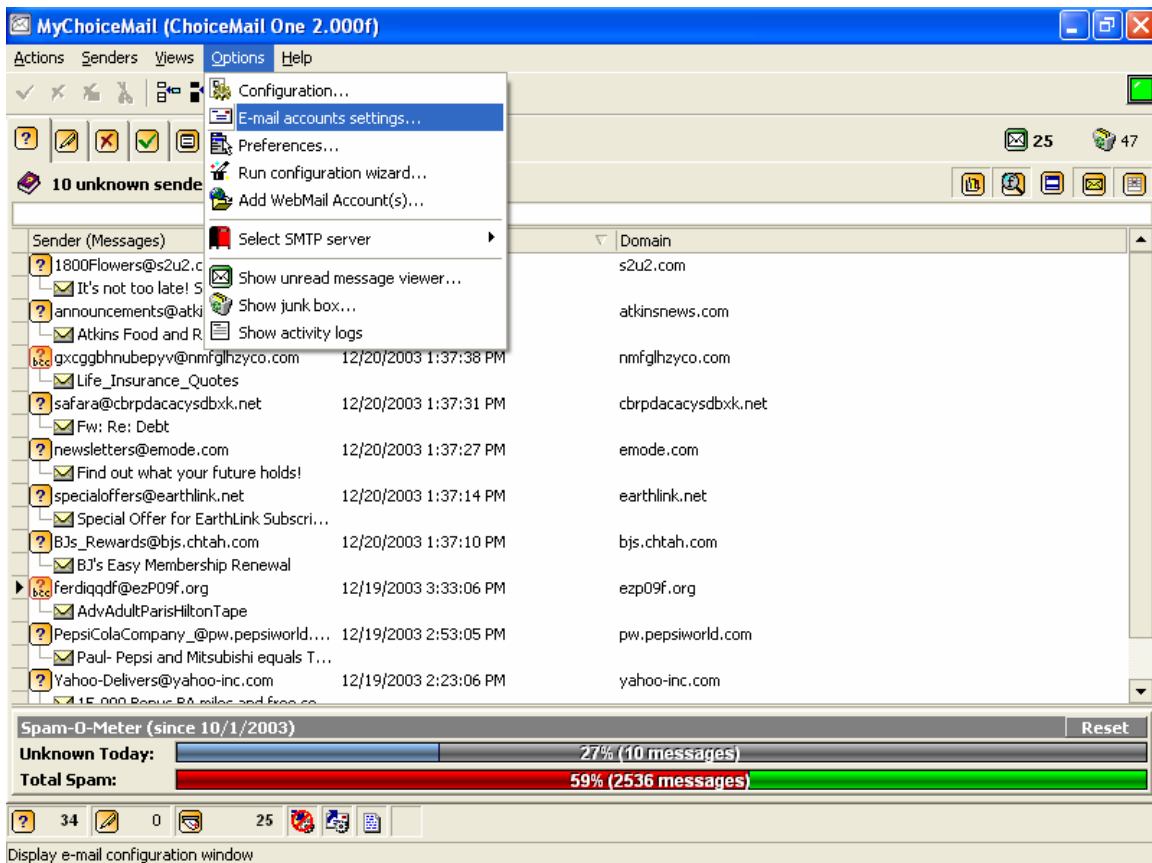 MyChoiceMail (ChoiceMail One 2.000f)
Actions Senders Views Options Help
Configuration...
E-mail accounts settings...
Preferences...
Run configuration wizard...
Add WebMail Account(s)...
Select SMTP server
Show unread message viewer...
Show junk box...
Show activity logs
25 47
10 unknown sende
Sender (Messages) Domain
1800Flowers@s2u2.c s2u2.com
It's not too late! S
announcements@atki atkinsnews.com
Atkins Food and R
gxcggbhnubepyv@nmfglhzyco.com 12/20/2003 1:37:38 PM nmfglhzyco.com
Life_Insurance_Quotes
safara@cbrpdacacysdbxk.net 12/20/2003 1:37:31 PM cbrpdacacysdbxk.net
Fw: Re: Debt
newsletters@emode.com 12/20/2003 1:37:27 PM emode.com
Find out what your future holds!
specialoffers@earthlink.net 12/20/2003 1:37:14 PM earthlink.net
Special Offer for EarthLink Subscri...
BJs_Rewards@bjs.chtah.com 12/20/2003 1:37:10 PM bjs.chtah.com
BJ's Easy Membership Renewal
ferdiqqdf@ezP09f.org 12/19/2003 3:33:06 PM ezp09f.org
AdvAdultParisHiltonTape
PepsiColaCompany_@pw.pepsiworld.... 12/19/2003 2:53:05 PM pw.pepsiworld.com
Paul- Pepsi and Mitsubishi equals T...
Yahoo-Delivers@yahoo-inc.com 12/19/2003 2:23:06 PM yahoo-inc.com
Spam-O-Meter (since 10/1/2003) Reset
Unknown Today: 27% (10 messages)
Total Spam: 59% (2536 messages)
34 0 25
Display e-mail configuration window